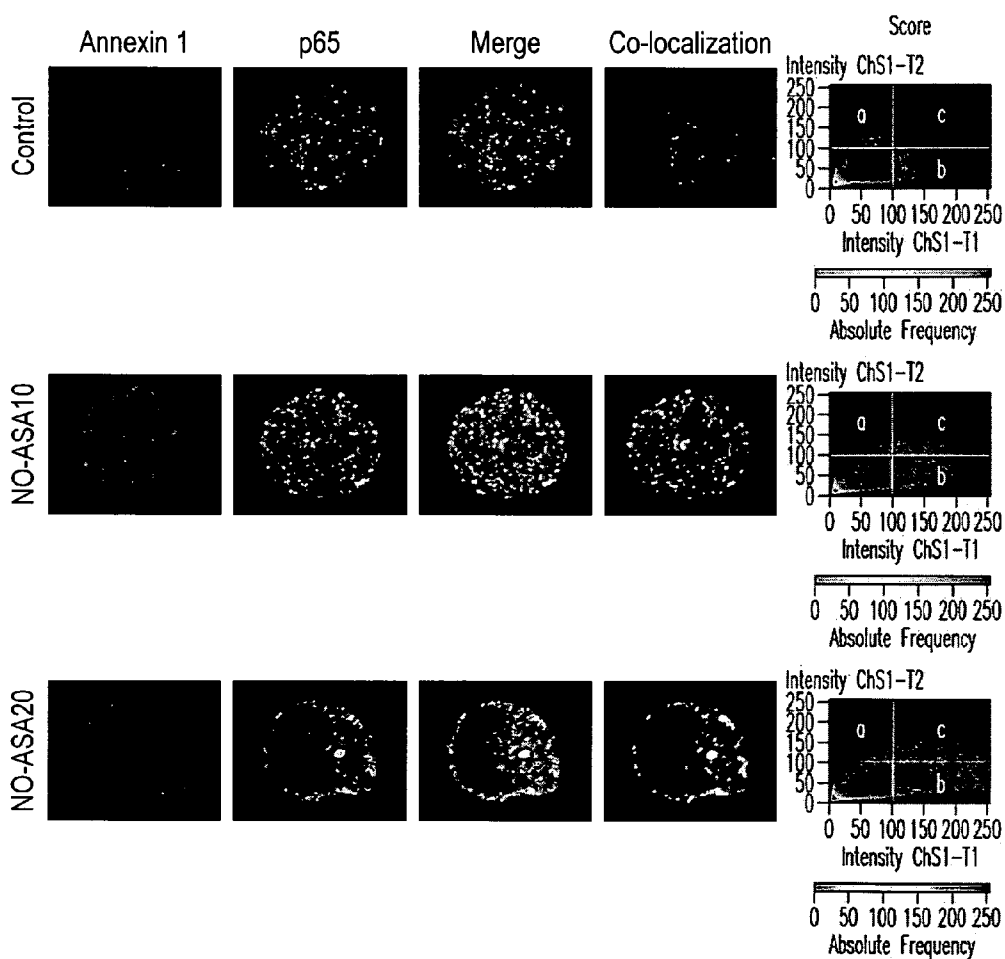 Annexin 1 p65 Merge Co-localization Score
Control
Intensity ChS1-T2
250
200
150
100
50
0
a c
b
0 50 100 150 200 250
Intensity ChS1-T1
0 50 100 150 200 250
Absolute Frequency
NO-ASA10
Intensity ChS1-T2
250
200
150
100
50
0
a c
b
0 50 100 150 200 250
Intensity ChS1-T1
0 50 100 150 200 250
Absolute Frequency
NO-ASA20
Intensity ChS1-T2
250
200
150
100
50
0
a c
b
0 50 100 150 200 250
Intensity ChS1-T1
0 50 100 150 200 250
Absolute Frequency